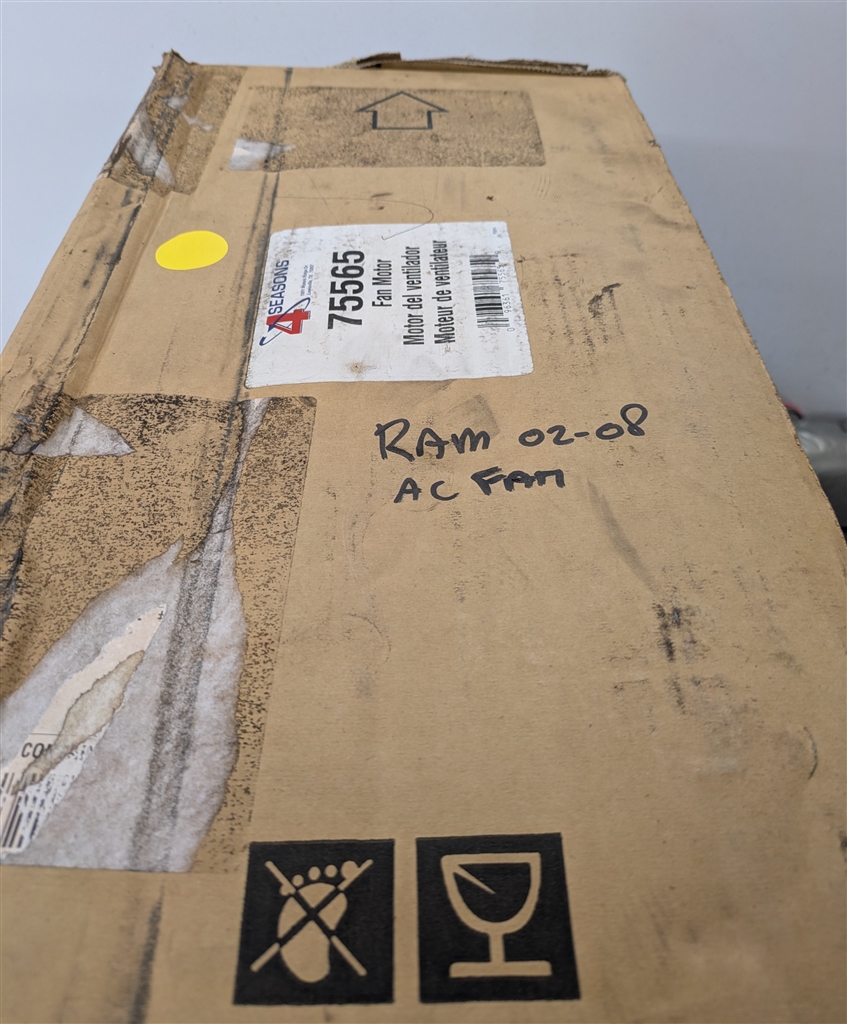 4 SEASONS
75565
Fan Motor
Motor del ventilador
Moteur de ventilateur
RAM 02-08
AC FAN